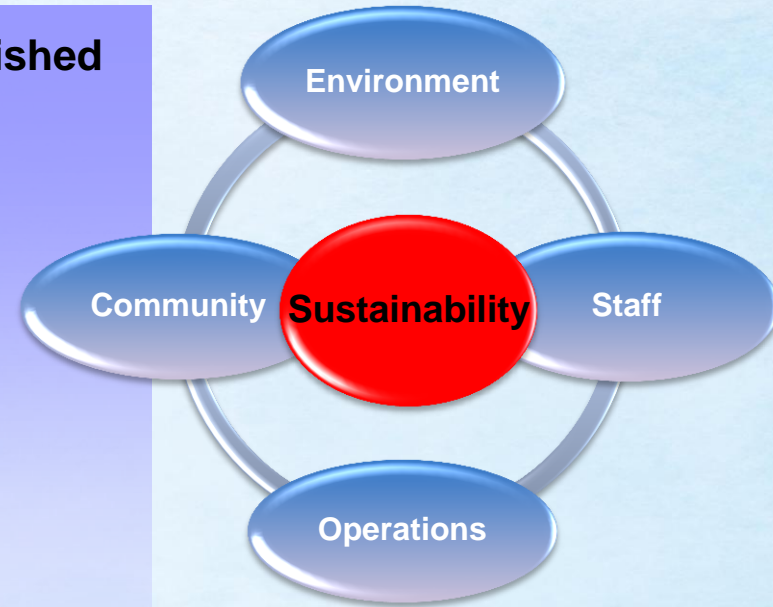 ished
Environment
Community
Sustainability
Staff
Operations